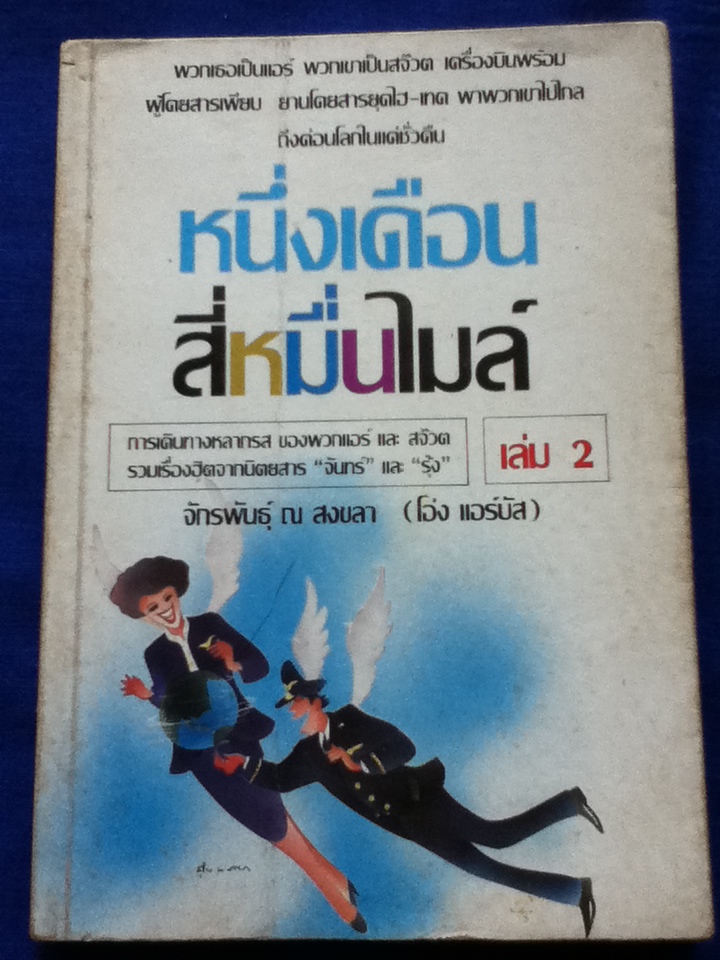 พวกเธอเป็นแอร์ พวกเขาเป็นสจ๊วต เครื่องบินพร้อม
ผู้โดยสารเพียบ ยานโดยสารยุคไฮ-เทค พาพวกเขาไปไกล
ถึงค่อนโลกในแค่ชั่วคืน
หนึ่งเดือน
สี่หมื่นไมล์
การเดินทางหลากรส ของพวกแอร์ และ สจ๊วต
รวมเรื่องฮิตจากนิตยสาร "จันทร์" และ "รุ้ง"
เล่ม 2
จักรพันธุ์ ณ สงขลา (โอ่ง แอร์บัส)